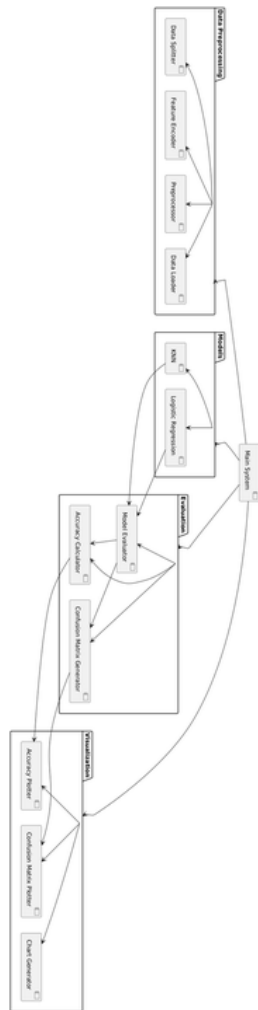 Main System
Data Preprocessing
Data Splitter
Feature Encoder
Preprocessor
Data Loader
Models
KNN
Logistic Regression
Evaluation
Model Evaluator
Accuracy Calculator
Confusion Matrix Generator
Visualization
Accuracy Plotter
Confusion Matrix Plotter
Chart Generator